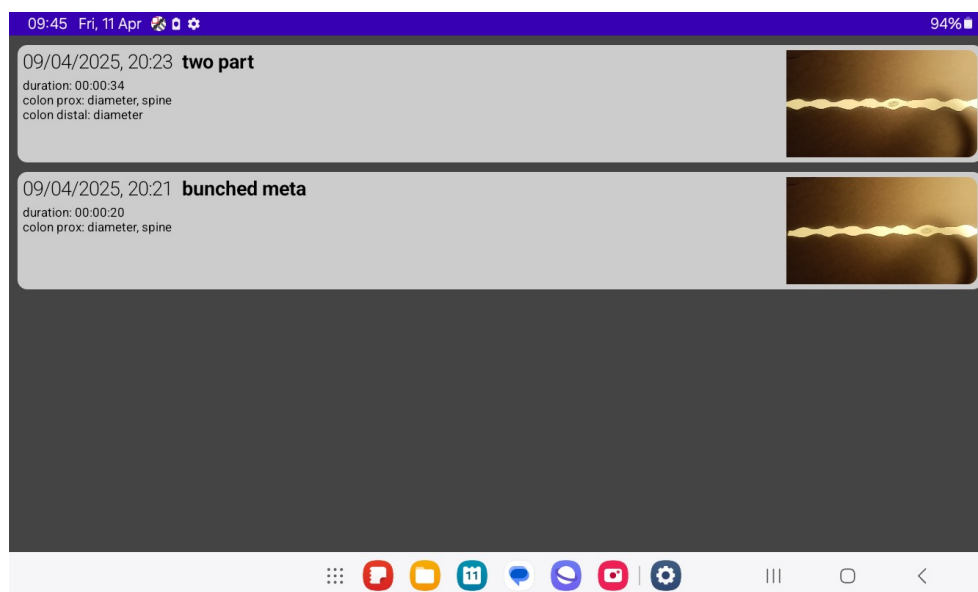 09:45 Fri, 11 Apr
94%
09/04/2025, 20:23 two part
duration: 00:00:34
colon prox: diameter, spine
colon distal: diameter
09/04/2025, 20:21 bunched meta
duration: 00:00:20
colon prox: diameter, spine
11